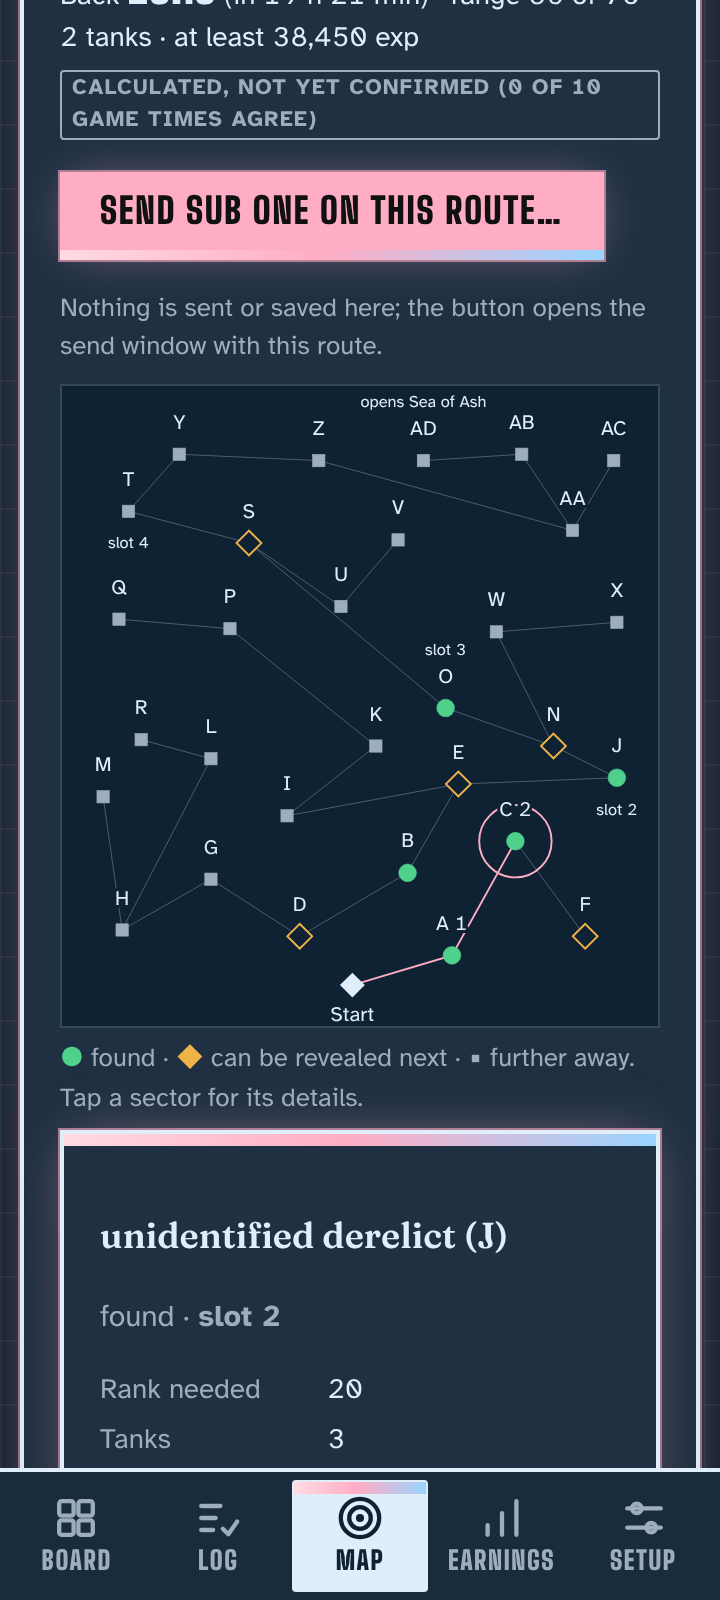 2 tanks · at least 38,450 exp
CALCULATED, NOT YET CONFIRMED (0 OF 10
GAME TIMES AGREE)
SEND SUB ONE ON THIS ROUTE…
Nothing is sent or saved here; the button opens the
send window with this route.
opens Sea of Ash
Y
Z
AD
AB
AC
T
S
V
AA
slot 4
Q
P
U
W
X
slot 3
O
R
L
K
N
J
M
I
E
C 2
slot 2
G
B
H
D
A 1
F
Start
found · can be revealed next · further away.
Tap a sector for its details.
unidentified derelict (J)
found · slot 2
Rank needed 20
Tanks 3
BOARD LOG MAP EARNINGS SETUP